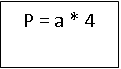 P = a * 4